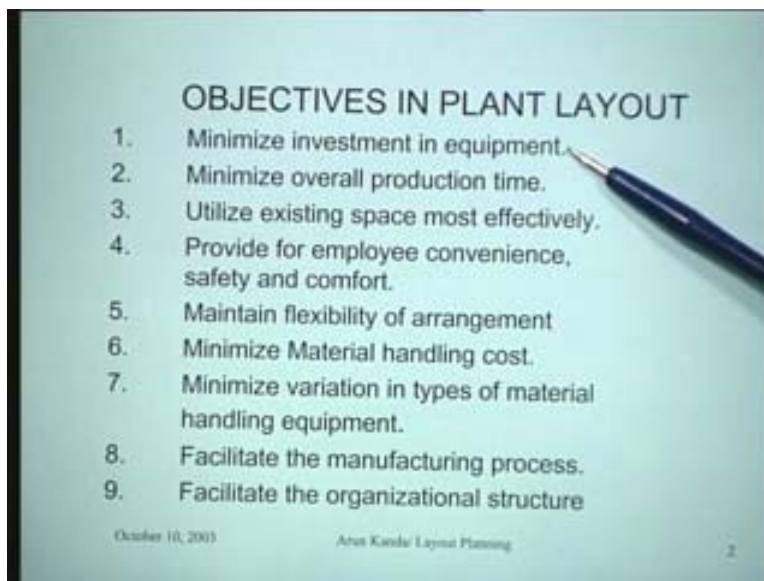 OBJECTIVES IN PLANT LAYOUT
1. Minimize investment in equipment.
2. Minimize overall production time.
3. Utilize existing space most effectively.
4. Provide for employee convenience,
safety and comfort.
5. Maintain flexibility of arrangement
6. Minimize Material handling cost.
7. Minimize variation in types of material
handling equipment.
8. Facilitate the manufacturing process.
9. Facilitate the organizational structure
October 10, 2003 Arun Kanda/ Layout Planning 2